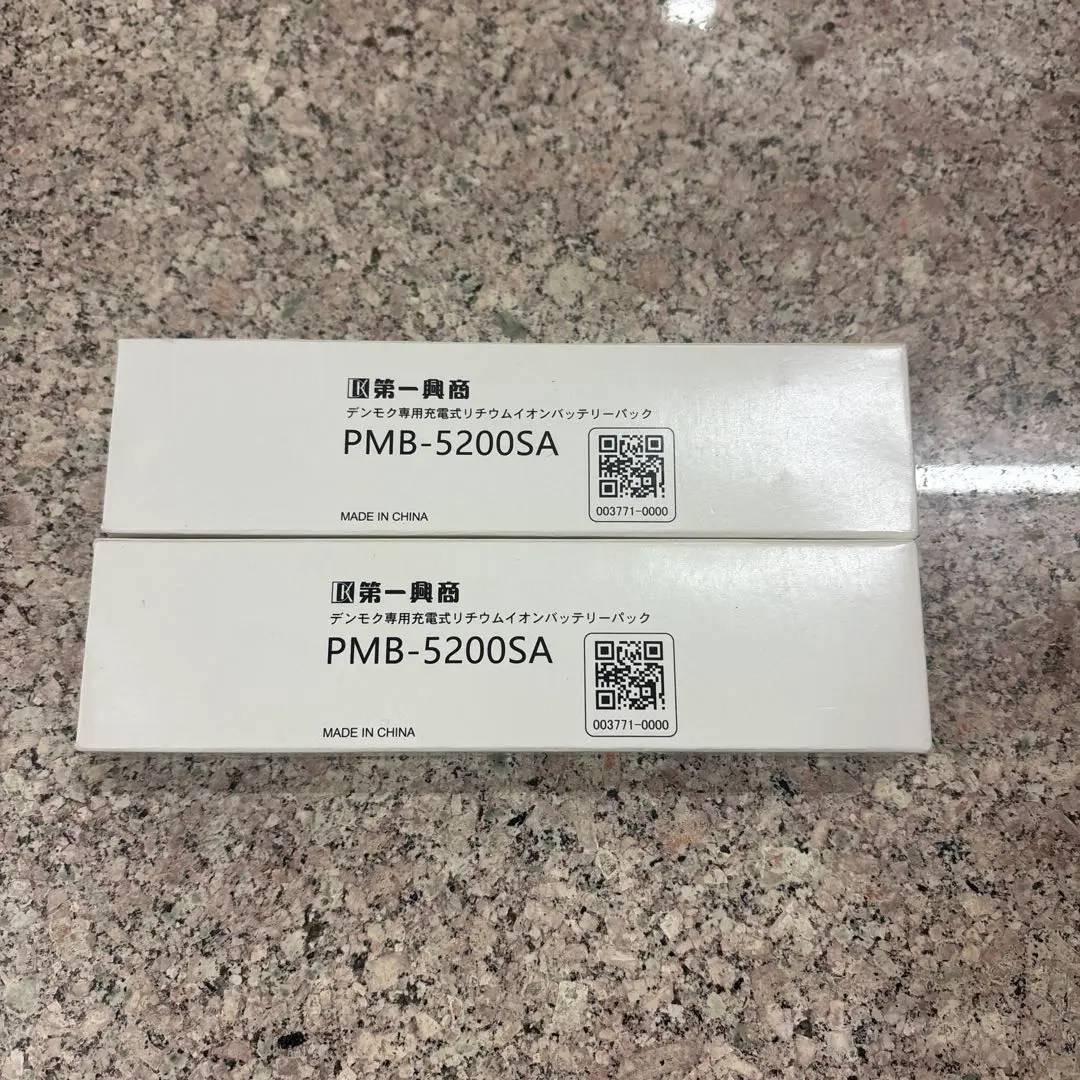 DK第一興商
デンモク専用充電式リチウムイオンバッテリーパック
PMB-5200SA
003771-0000
MADE IN CHINA
DK第一興商
デンモク専用充電式リチウムイオンバッテリーパック
PMB-5200SA
003771-0000
MADE IN CHINA